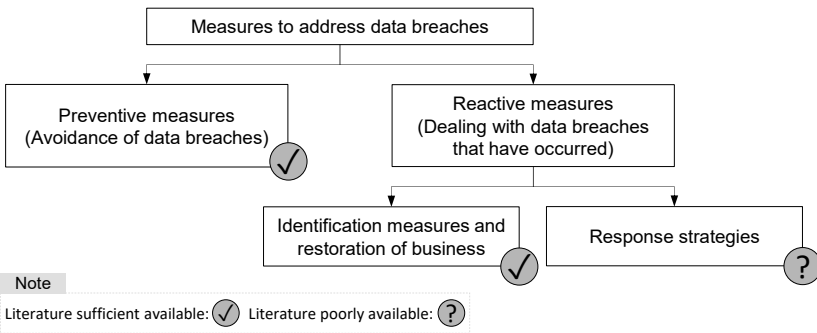 Measures to address data breaches
Preventive measures
(Avoidance of data breaches)
✓
Reactive measures
(Dealing with data breaches
that have occurred)
Identification measures and
restoration of business
✓
Response strategies
?
Note
Literature sufficient available: ✓ Literature poorly available: ?